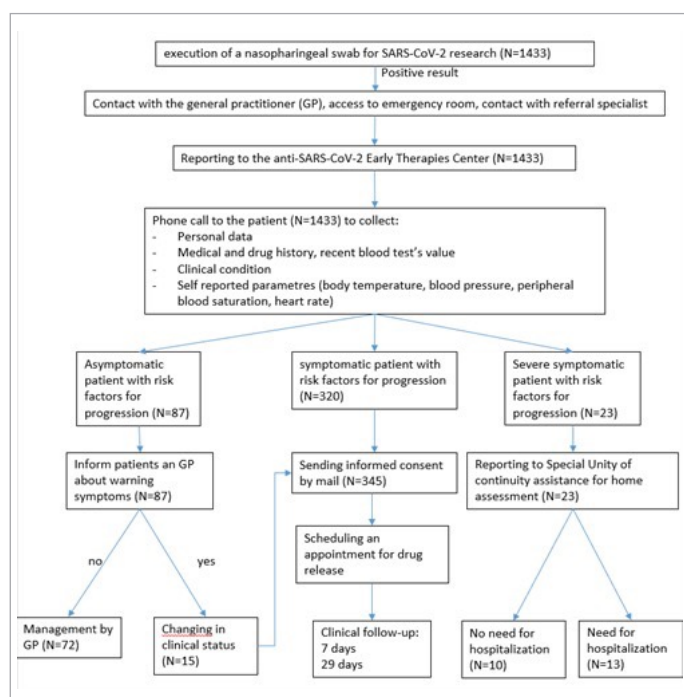 execution of a nasopharingeal swab for SARS-CoV-2 research (N=1433)
Positive result
Contact with the general practitioner (GP), access to emergency room, contact with referral specialist
Reporting to the anti-SARS-CoV-2 Early Therapies Center (N=1433)
Phone call to the patient (N=1433) to collect:
- Personal data
- Medical and drug history, recent blood test's value
- Clinical condition
- Self reported parametres (body temperature, blood pressure, peripheral
blood saturation, heart rate)
Asymptomatic
patient with risk
factors for
progression (N=87)
symptomatic patient with
risk factors for progression
(N=320)
Severe symptomatic
patient with risk
factors for
progression (N=23)
Inform patients an GP
about warning
symptoms (N=87)
Sending informed consent
by mail (N=345)
Reporting to Special Unity of
continuity assistance for home
assessment (N=23)
Scheduling an
appointment for drug
release
no
yes
Management by
GP (N=72)
Changing in
clinical status
(N=15)
Clinical follow-up:
7 days
29 days
No need for
hospitalization
(N=10)
Need for
hospitalization
(N=13)